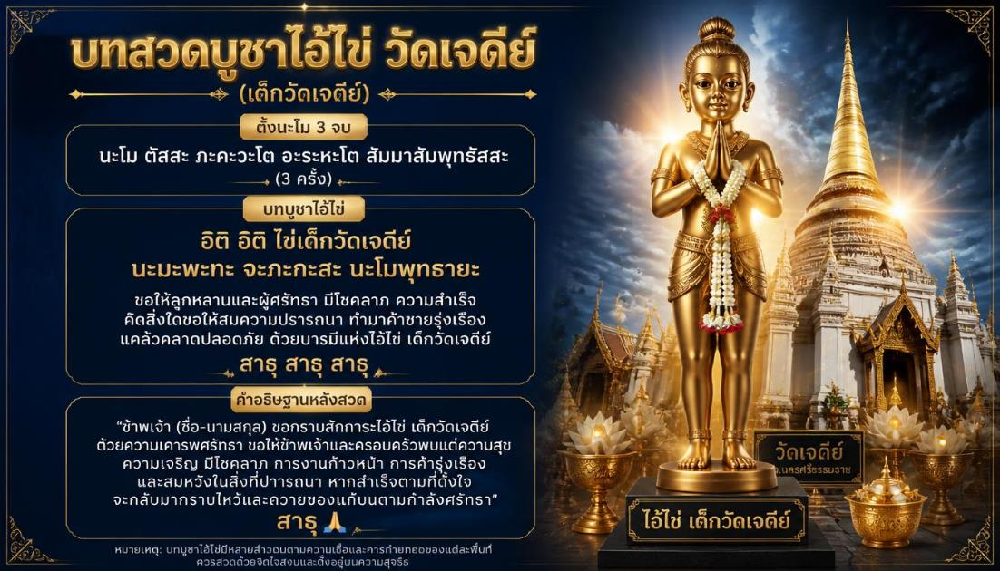 บทสวดบูชาไอ้ไข่ วัดเจดีย์
(เต็กวัดเจตีย์)
ตั้งนะโม 3 จบ
นะโม ตัสสะ ภะคะวะโต อะระหะโต สัมมาสัมพุทธัสสะ
(3 ครั้ง)
บทบูชาไอ้ไข่
อิติ อิติ ไข่เด็กวัดเจดีย์
นะมะพะทะ จะภะกะสะ นะโมพุทธายะ
ขอให้ลูกหลานและผู้ศรัทธา มีโชคลาภ ความสำเร็จ
คิดสิ่งใดขอให้สมความปรารถนา ทำมาค้าขายรุ่งเรือง
แคล้วคลาดปลอดภัย ด้วยบารมีแห่งไอ้ไข่ เด็กวัดเจดีย์
สาธุ สาธุ สาธุ
คำอธิษฐานหลังสวด
“ข้าพเจ้า (ชื่อ-นามสกุล) ขอกราบสักการะไอ้ไข่ เด็กวัดเจดีย์
ด้วยความเคารพศรัทธา ขอให้ข้าพเจ้าและครอบครัวพบแต่ความสุข
ความเจริญ มีโชคลาภ การงานก้าวหน้า การค้ารุ่งเรือง
และสมหวังในสิ่งที่ปารถนา หากสำเร็จตามที่ตั้งใจ
จะกลับมากราบไหว้และถวายของแก้บนตามกำลังศรัทธา”
สาธุ 🙏
หมายเหตุ: บทบูชาไอ้ไข่มีหลายสำวนตามความเชื่อและการถ่ายทอดของแต่ละพื้นที่
ควรสวดด้วยจิตใจสงบและตั้งอยู่บนความสุจริธ
วัดเจดีย์
จ.นครศรีธรรมราช
ไอ้ไข่ เต็กวัดเจดีย์